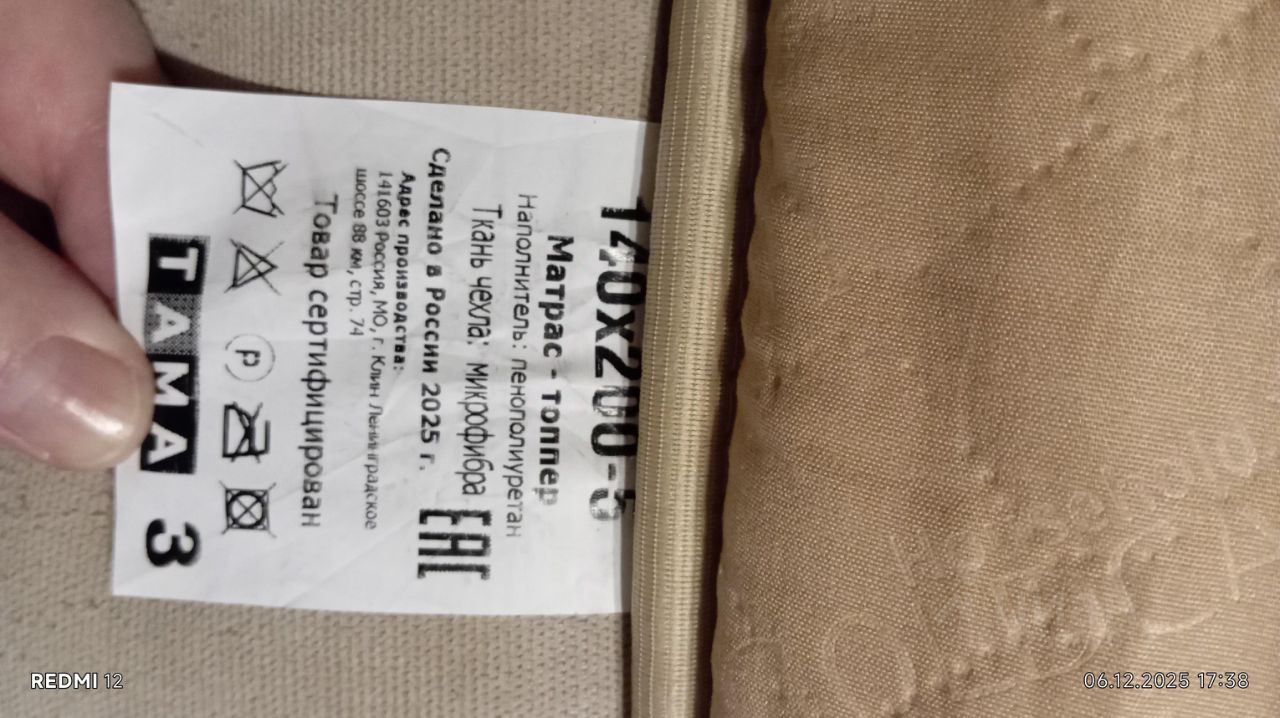 140x200-5
Матрас - топпер
Наполнитель: пенополиуретан
Ткань чехла: микрофибра
Сделано в России 2025 г.
EAC
Адрес производства:
141603 Россия, МО, г. Клин Ленинградское
шоссе 88 км, стр. 74
Товар сертифицирован
P
ТАМА 3
REDMI 12
06.12.2025 17:38